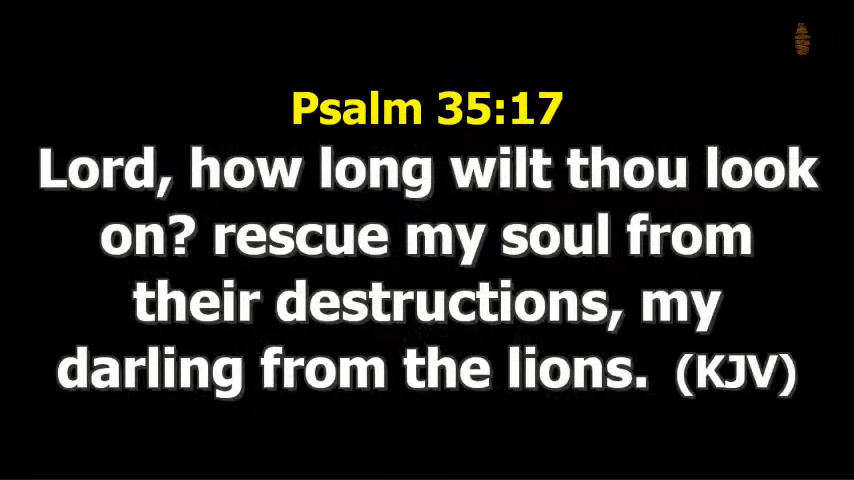 Psalm 35:17
Lord, how long wilt thou look
on? rescue my soul from
their destructions, my
darling from the lions. (KJV)